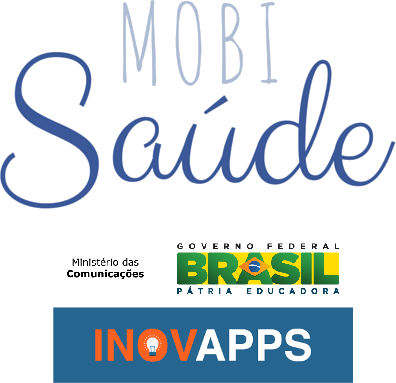 MOBI
Saúde
Ministério das
Comunicações
GOVERNO FEDERAL
BRASIL
PÁTRIA EDUCADORA
INOVAPPS